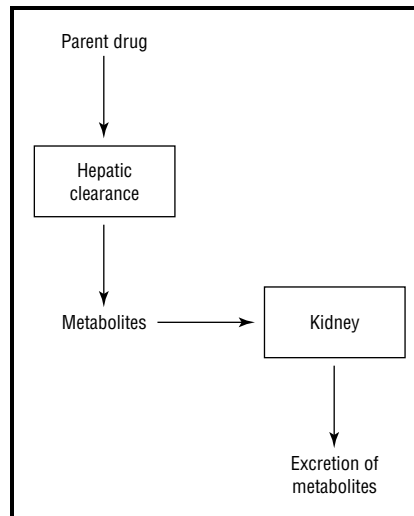 Parent drug
Hepatic
clearance
Metabolites
Kidney
Excretion of
metabolites